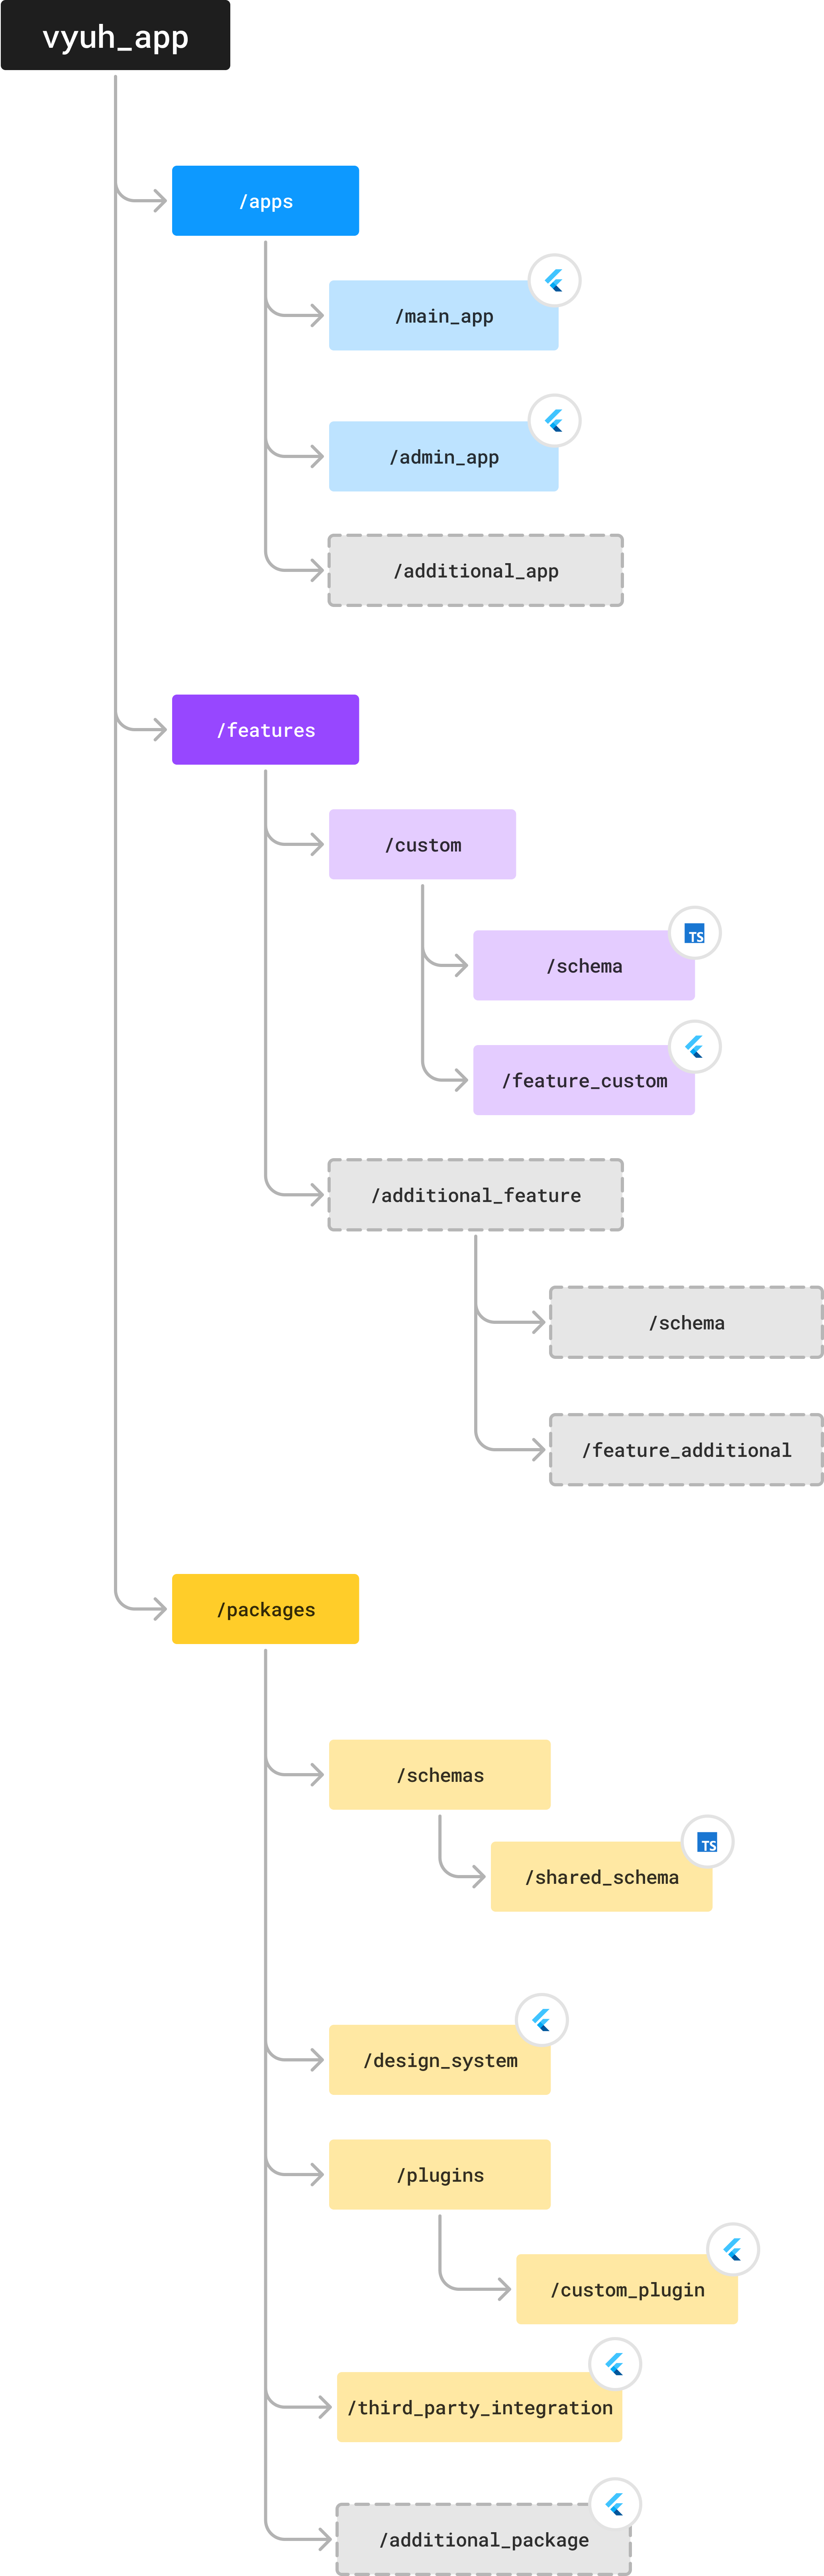 vyuh_app
/apps
/main_app
/admin_app
/additional_app
/features
/custom
TS
/schema
/feature_custom
/additional_feature
/schema
/feature_additional
/packages
/schemas
TS
/shared_schema
/design_system
/plugins
/custom_plugin
/third_party_integration
/additional_package